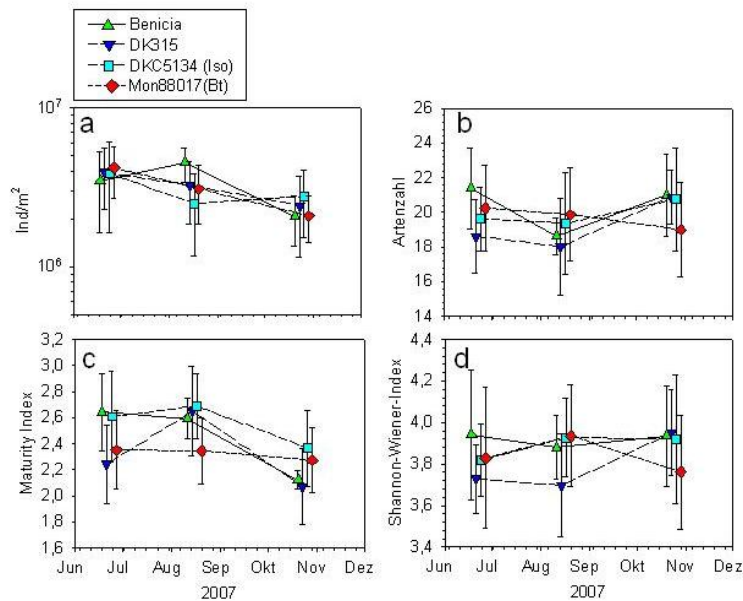 Benicia
DK315
DKC5134 (Iso)
Mon88017(Bt)
a
10⁷
10⁶
Ind/m²
b
26
24
22
20
18
16
14
Artenzahl
c
3,2
3,0
2,8
2,6
2,4
2,2
2,0
1,8
1,6
Maturity Index
Jun Jul Aug Sep Okt Nov Dez
2007
d
4,4
4,2
4,0
3,8
3,6
3,4
Shannon-Wiener-Index
Jun Jul Aug Sep Okt Nov Dez
2007